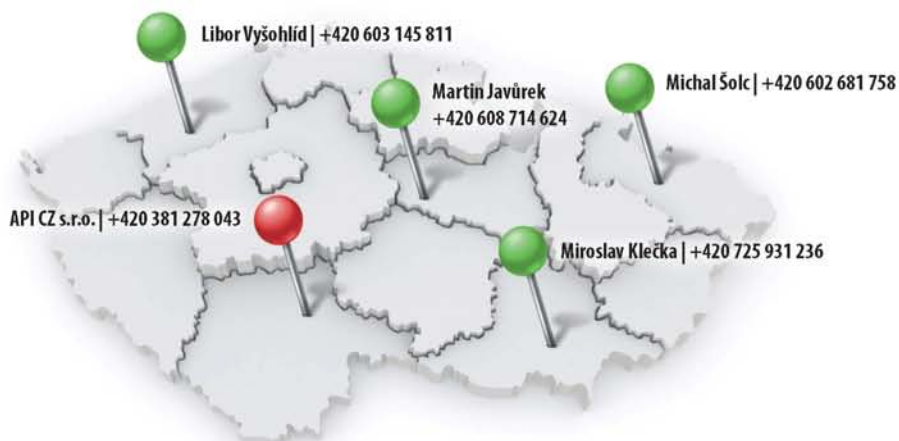 Libor Vyšohlíd | +420 603 145 811
Michal Šolc | +420 602 681 758
Martin Javůrek
+420 608 714 624
API CZ s.r.o. | +420 381 278 043
Miroslav Klečka | +420 725 931 236